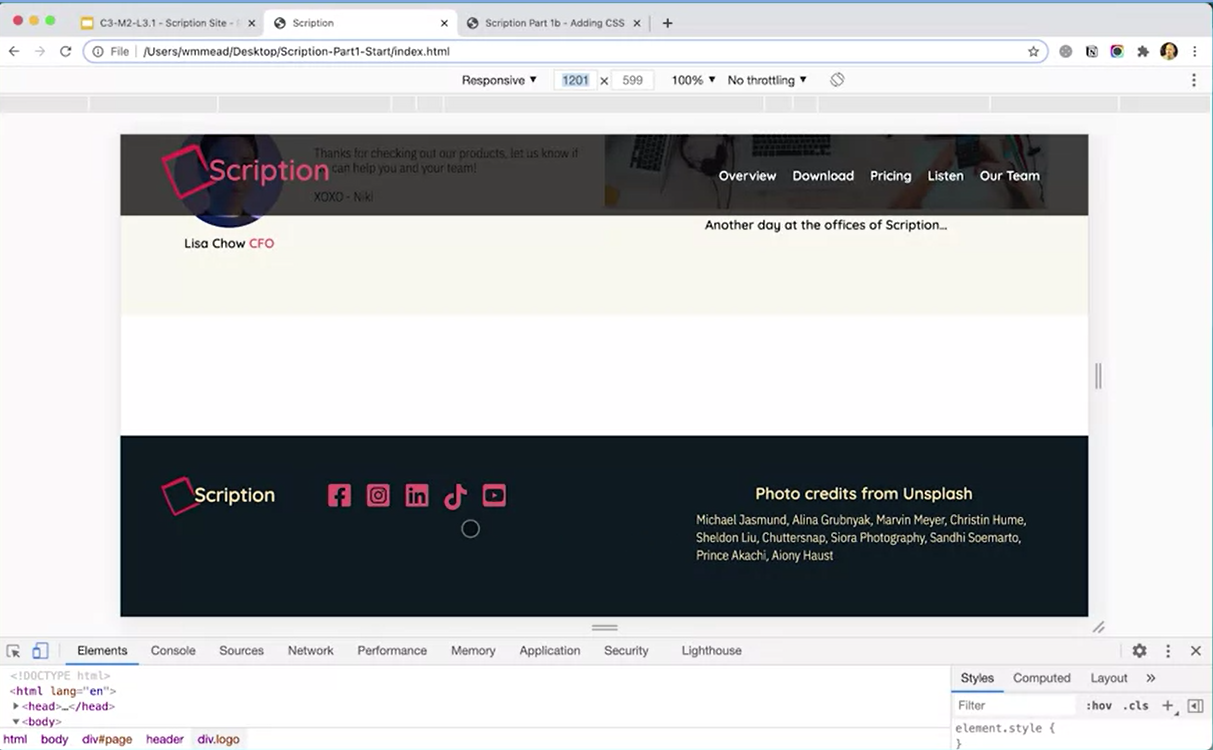 C3-M2-L3.1 - Scription Site -
Scription
Scription Part 1b - Adding CSS
File /Users/wmmead/Desktop/Scription-Part1-Start/index.html
Responsive 1201 × 599 100% No throttling
Thanks for checking out our products, let us know if
can help you and your team!
XOXO - Niki
Scription
Overview Download Pricing Listen Our Team
Lisa Chow CFO
Another day at the offices of Scription...
Scription
Photo credits from Unsplash
Michael Jasmund, Alina Grubnyak, Marvin Meyer, Christin Hume,
Sheldon Liu, Chuttersnap, Siora Photography, Sandhi Soemarto,
Prince Akachi, Aiony Haust
Elements Console Sources Network Performance Memory Application Security Lighthouse
<!DOCTYPE html>
<html lang="en">
<head>…</head>
<body>
html body div#page header div.logo
Styles Computed Layout »
Filter :hov .cls +
element.style {
}